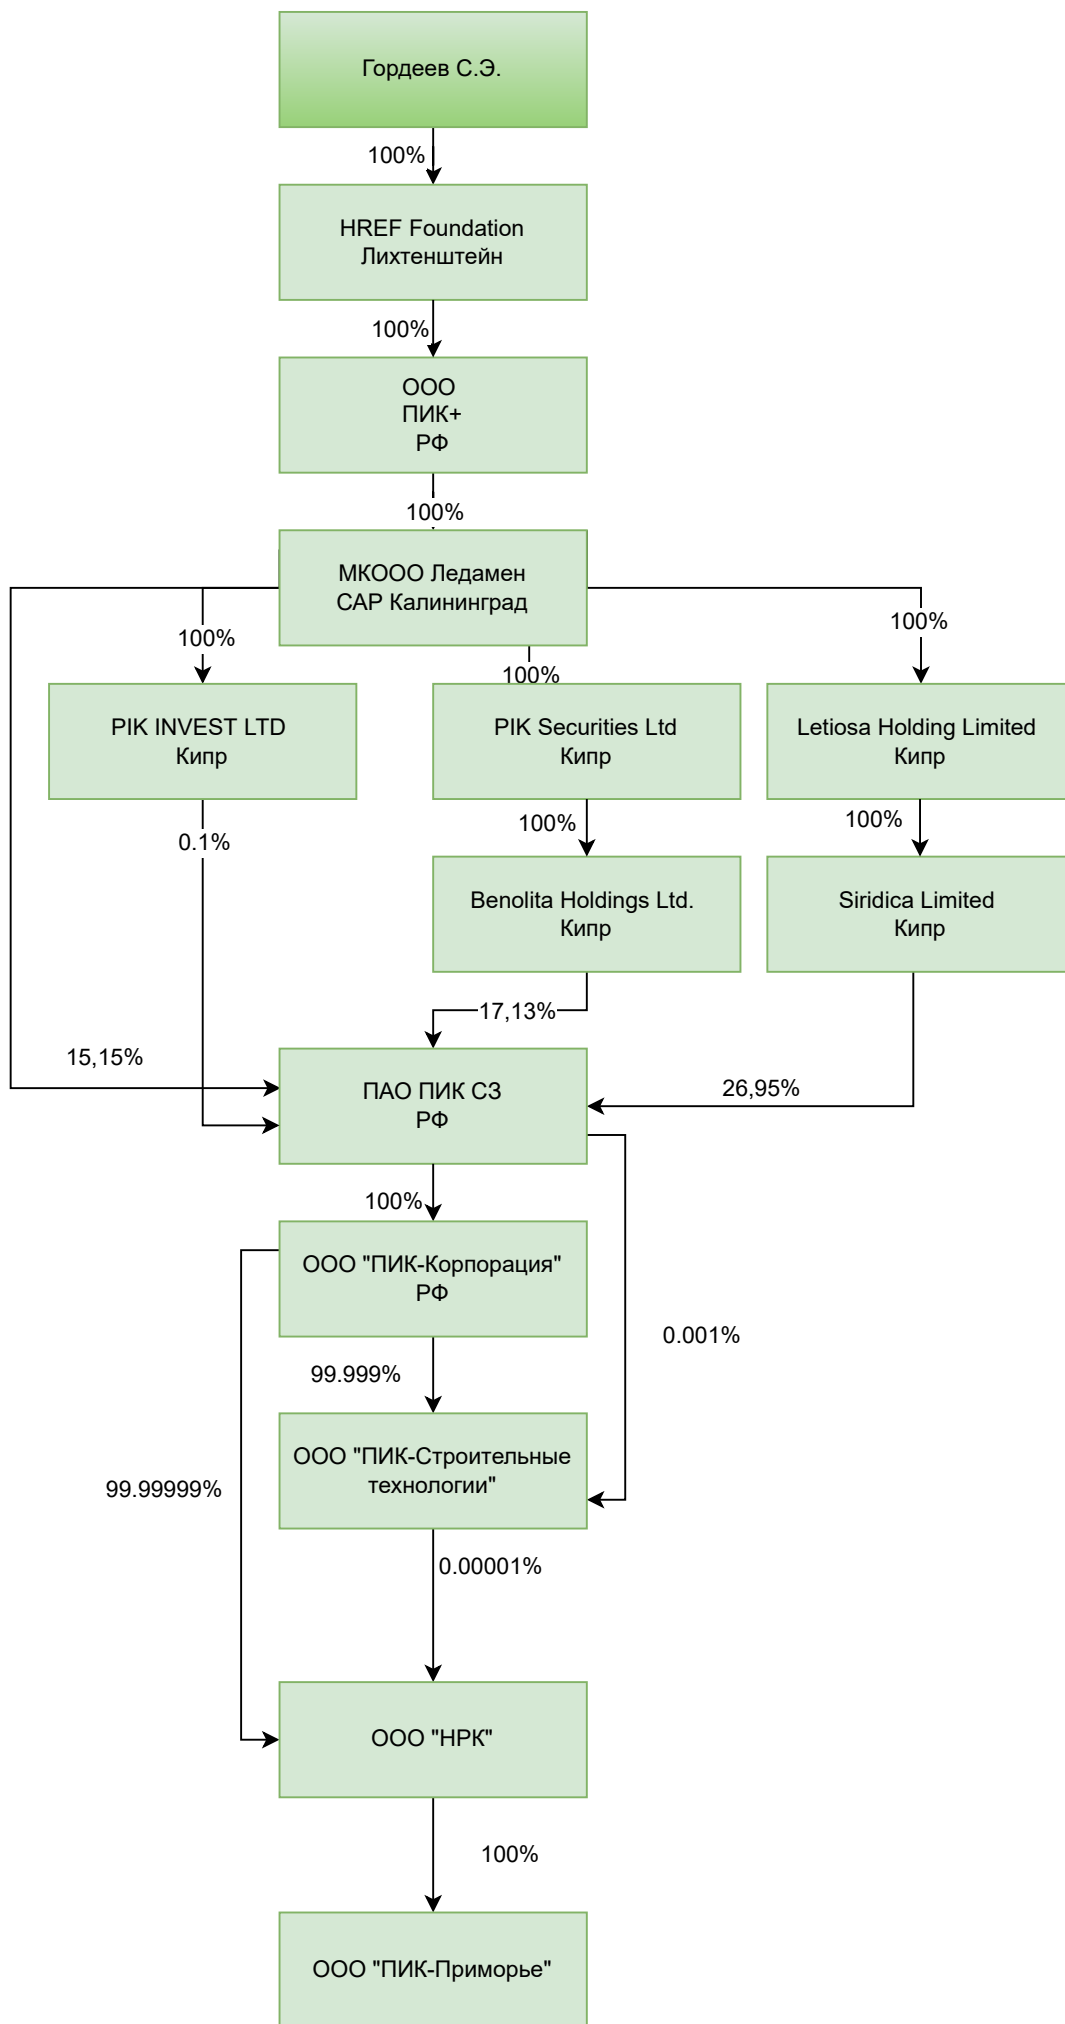 Гордеев С.Э.
100%
HREF Foundation
Лихтенштейн
100%
ООО
ПИК+
РФ
100%
МКООО Ледамен
САР Калининград
100%
100%
100%
PIK INVEST LTD
Кипр
PIK Securities Ltd
Кипр
Letiosa Holding Limited
Кипр
0.1%
100%
100%
Benolita Holdings Ltd.
Кипр
Siridica Limited
Кипр
17,13%
15,15%
26,95%
ПАО ПИК СЗ
РФ
100%
ООО "ПИК-Корпорация"
РФ
0.001%
99.999%
ООО "ПИК-Строительные
технологии"
99.99999%
0.00001%
ООО "НРК"
100%
ООО "ПИК-Приморье"